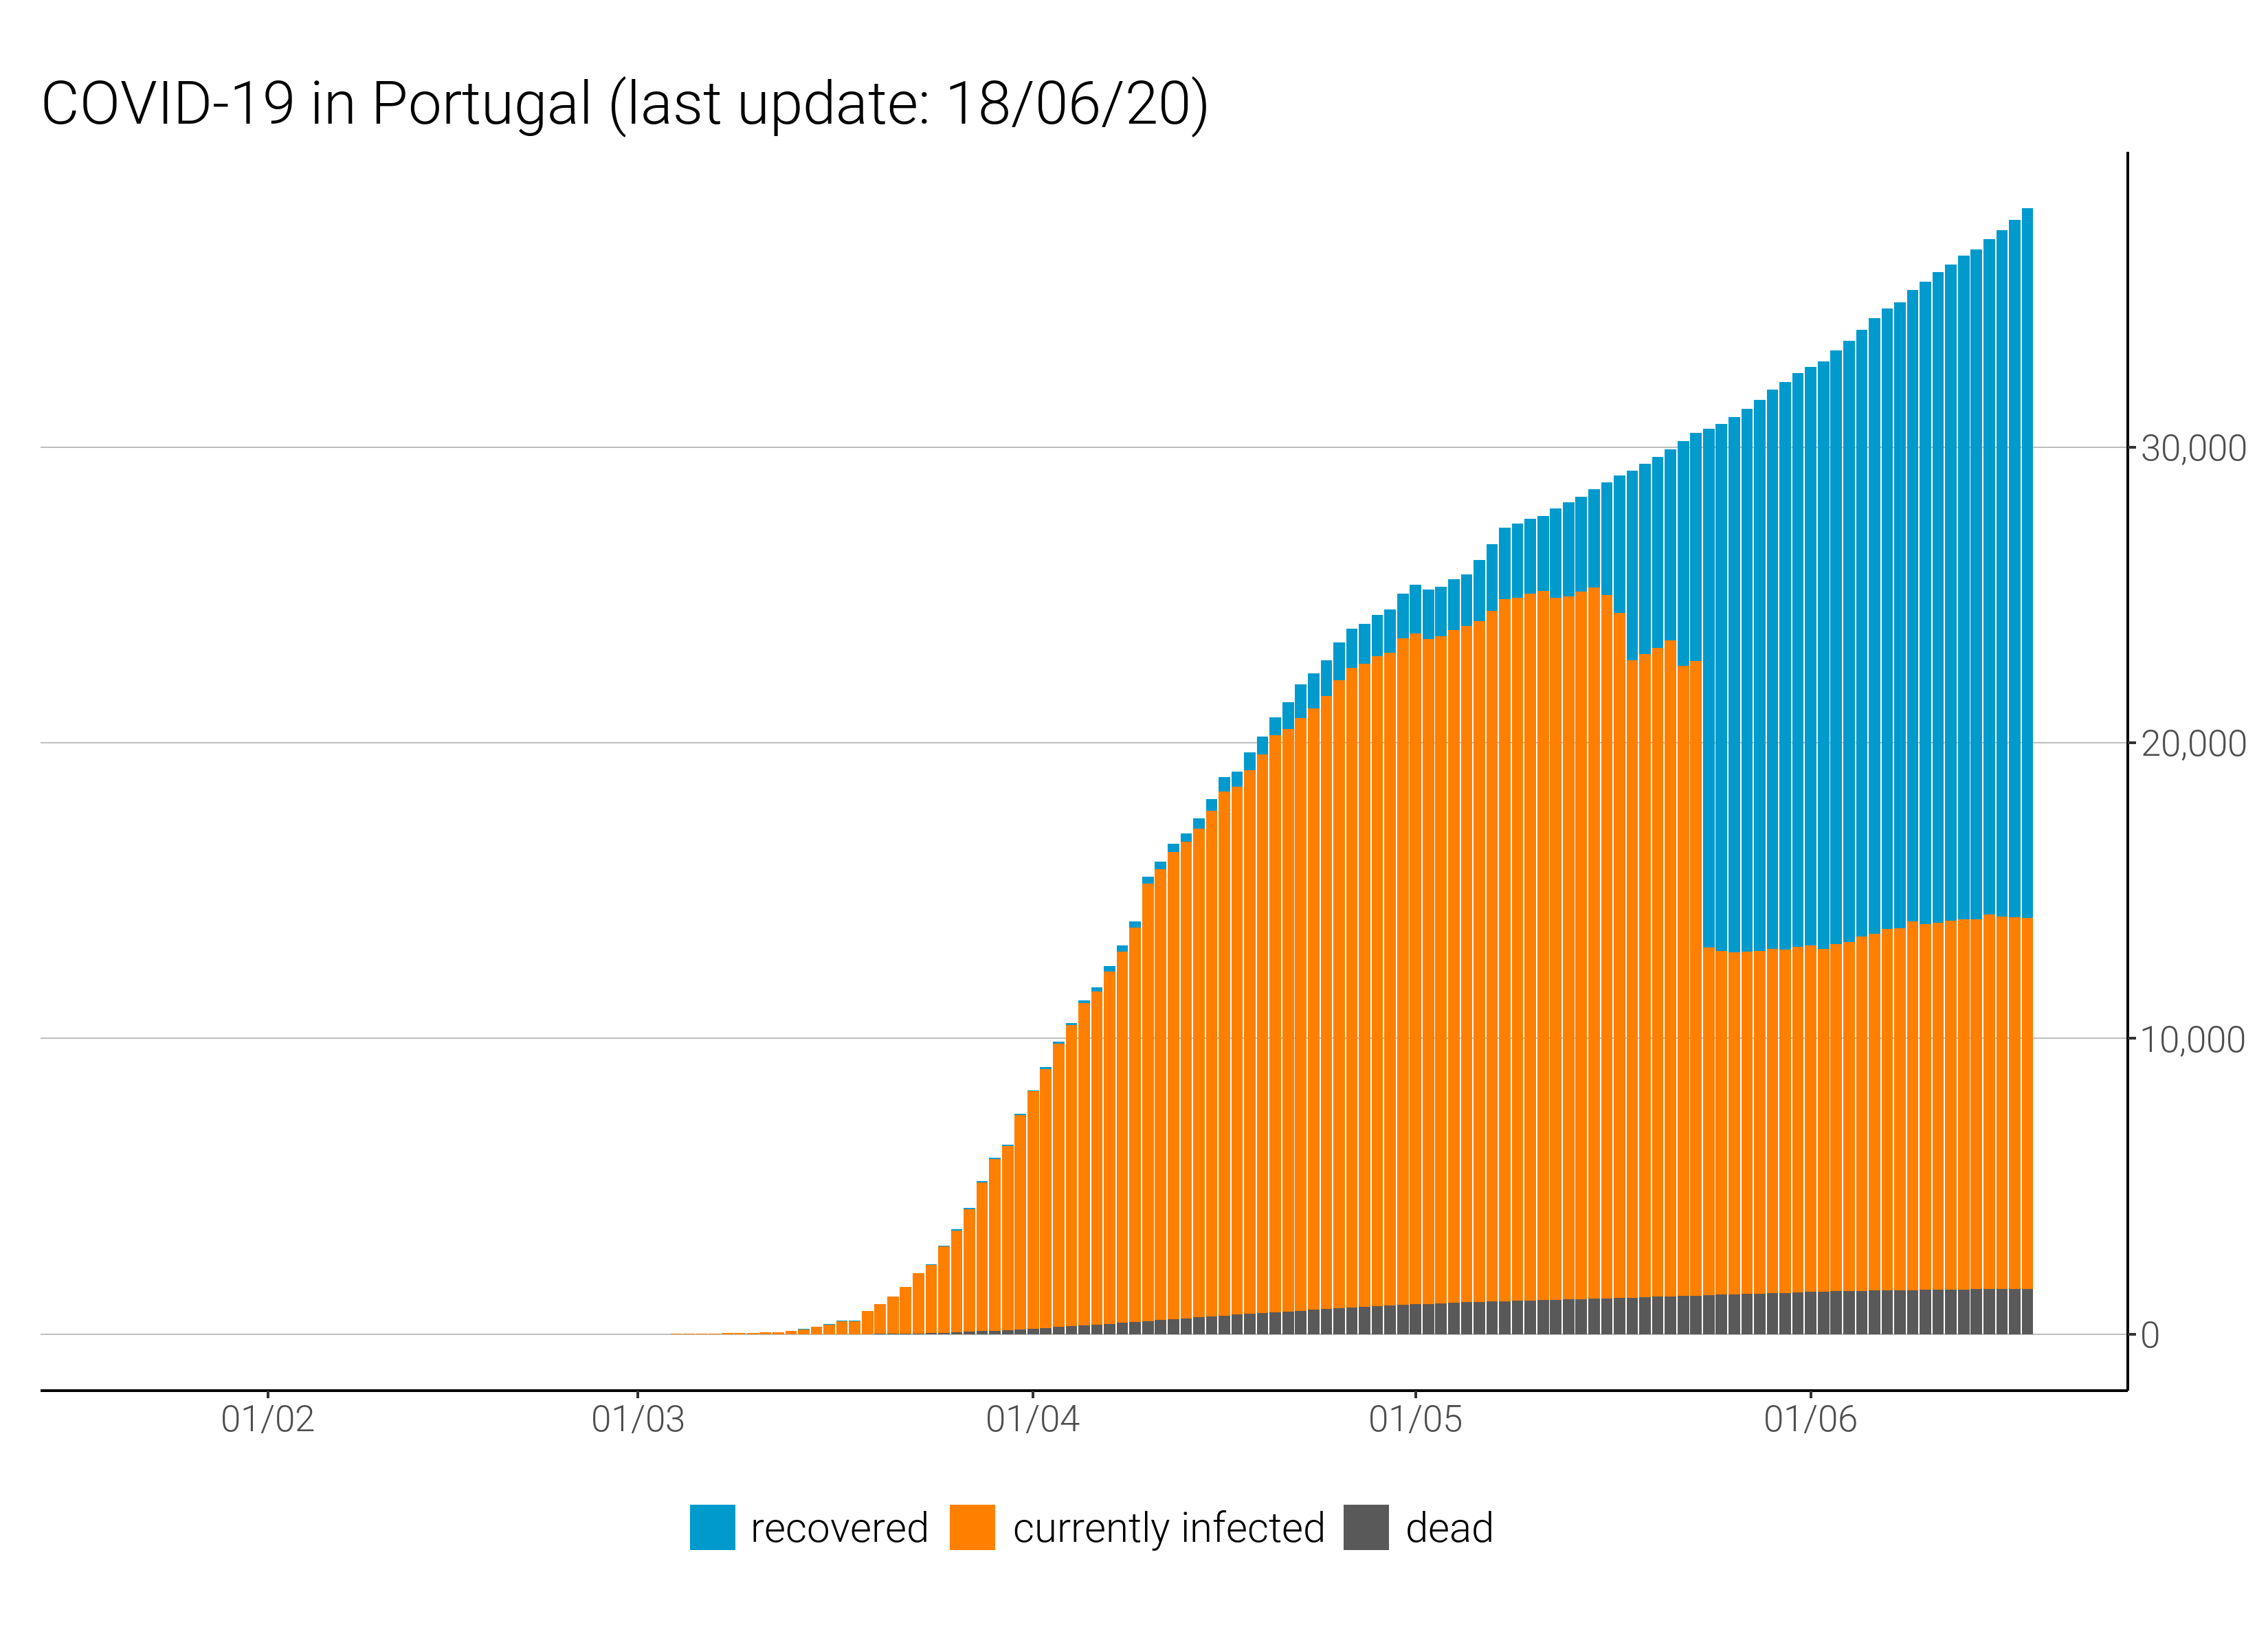 COVID-19 in Portugal (last update: 18/06/20)
30,000
20,000
10,000
0
01/02 01/03 01/04 01/05 01/06
recovered currently infected dead